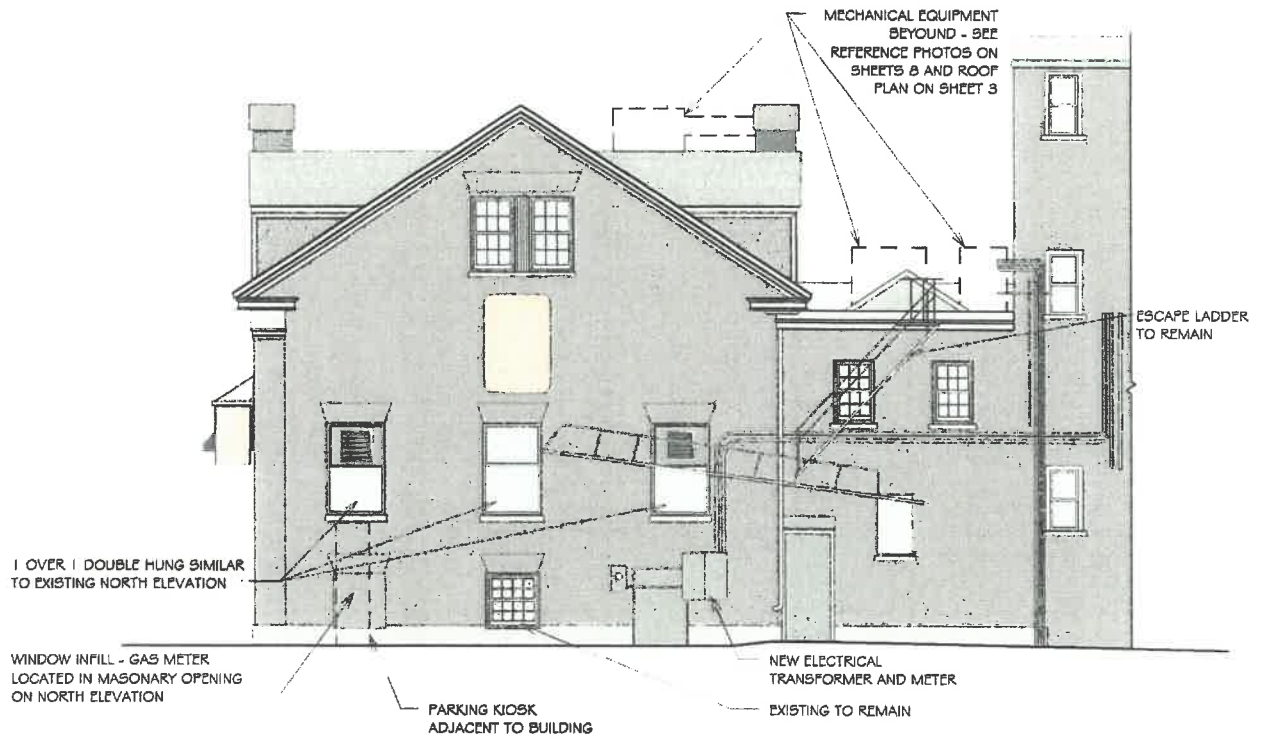 MECHANICAL EQUIPMENT
BEYOUND - SEE
REFERENCE PHOTOS ON
SHEETS 8 AND ROOF
PLAN ON SHEET 3
ESCAPE LADDER
TO REMAIN
1 OVER 1 DOUBLE HUNG SIMILAR
TO EXISTING NORTH ELEVATION
WINDOW INFILL - GAS METER
LOCATED IN MASONARY OPENING
ON NORTH ELEVATION
PARKING KIOSK
ADJACENT TO BUILDING
NEW ELECTRICAL
TRANSFORMER AND METER
EXISTING TO REMAIN